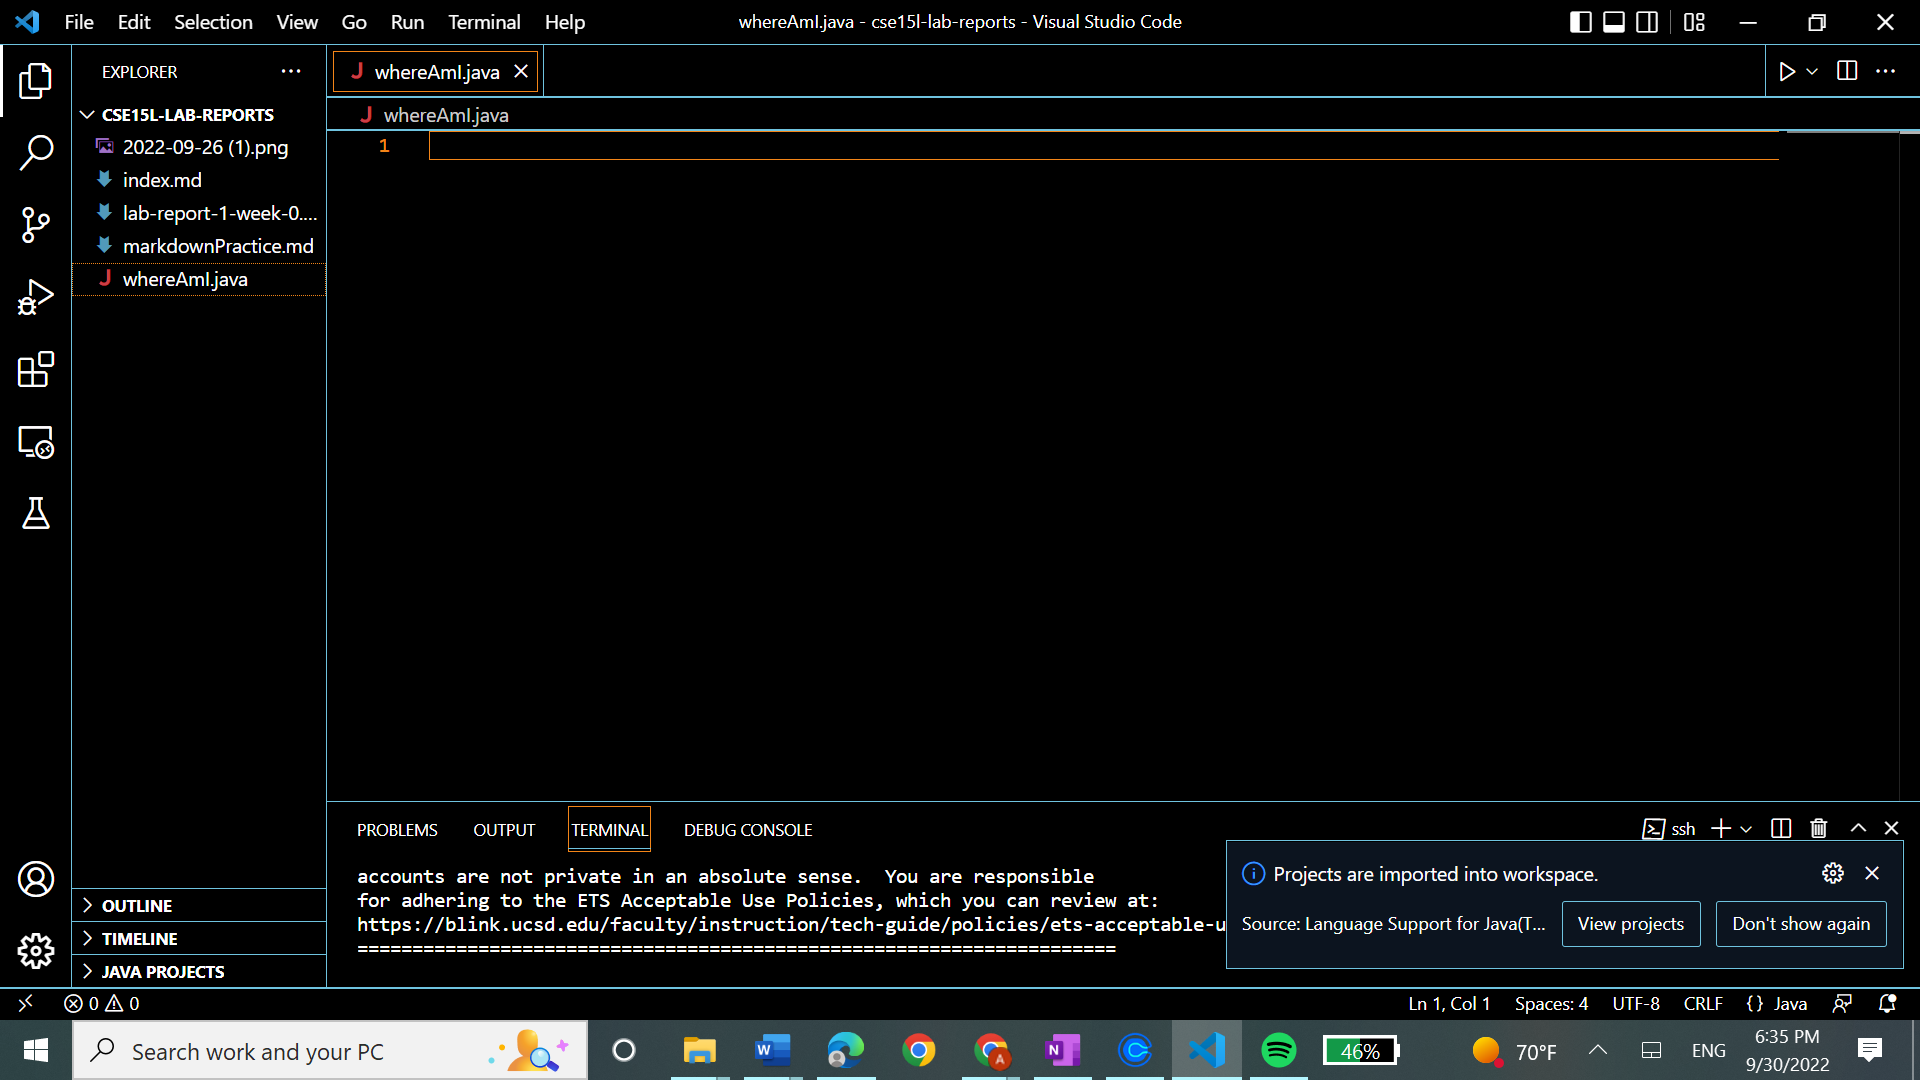 File Edit Selection View Go Run Terminal Help
whereAmI.java - cse15l-lab-reports - Visual Studio Code
EXPLORER
CSE15L-LAB-REPORTS
2022-09-26 (1).png
index.md
lab-report-1-week-0....
markdownPractice.md
whereAmI.java
OUTLINE
TIMELINE
JAVA PROJECTS
whereAmI.java
whereAmI.java
1
PROBLEMS OUTPUT TERMINAL DEBUG CONSOLE
ssh
accounts are not private in an absolute sense.  You are responsible
for adhering to the ETS Acceptable Use Policies, which you can review at:
https://blink.ucsd.edu/faculty/instruction/tech-guide/policies/ets-acceptable-u
=====================================================================
Projects are imported into workspace.
Source: Language Support for Java(T...
View projects
Don't show again
0 0
Ln 1, Col 1 Spaces: 4 UTF-8 CRLF {} Java
Search work and your PC
46%
70°F
ENG
6:35 PM
9/30/2022